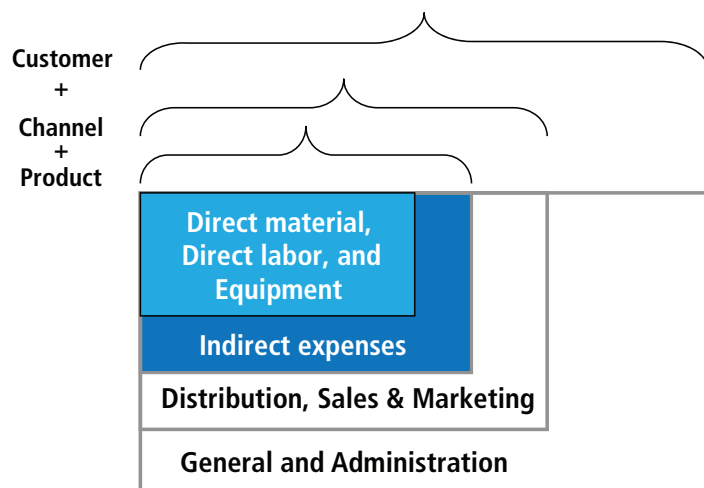 Customer
+
Channel
+
Product
Direct material,
Direct labor, and
Equipment
Indirect expenses
Distribution, Sales & Marketing
General and Administration